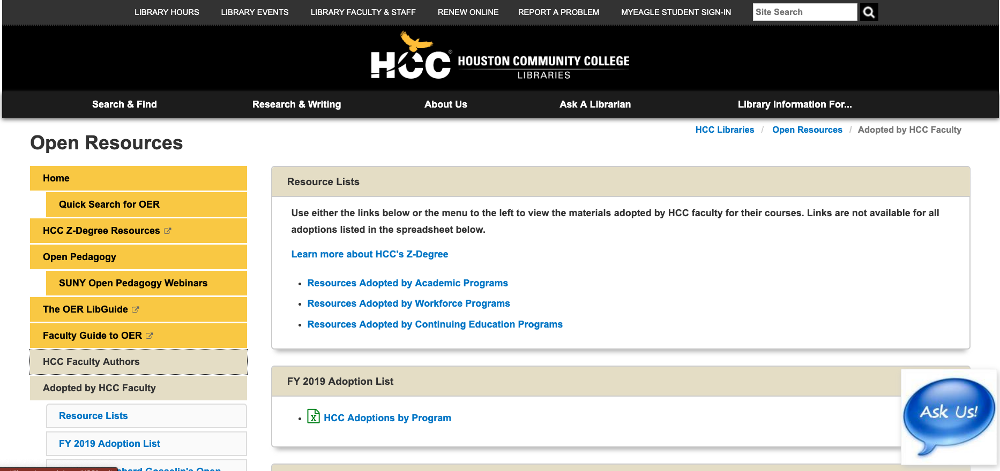 LIBRARY HOURS LIBRARY EVENTS LIBRARY FACULTY & STAFF RENEW ONLINE REPORT A PROBLEM MYEAGLE STUDENT SIGN-IN Site Search
HCC® HOUSTON COMMUNITY COLLEGE
LIBRARIES
Search & Find Research & Writing About Us Ask A Librarian Library Information For...
HCC Libraries / Open Resources / Adopted by HCC Faculty
Open Resources
Home
Quick Search for OER
HCC Z-Degree Resources
Open Pedagogy
SUNY Open Pedagogy Webinars
The OER LibGuide
Faculty Guide to OER
HCC Faculty Authors
Adopted by HCC Faculty
Resource Lists
FY 2019 Adoption List
Gosselin's Open
Resource Lists
Use either the links below or the menu to the left to view the materials adopted by HCC faculty for their courses. Links are not available for all
adoptions listed in the spreadsheet below.
Learn more about HCC's Z-Degree
• Resources Adopted by Academic Programs
• Resources Adopted by Workforce Programs
• Resources Adopted by Continuing Education Programs
FY 2019 Adoption List
• HCC Adoptions by Program
Ask Us!